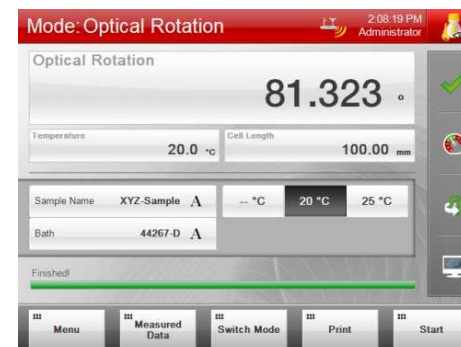 Mode: Optical Rotation
2:08:19 PM
Administrator
Optical Rotation
81.323 °
Temperature
20.0 °C
Cell Length
100.00 mm
Sample Name XYZ-Sample A
-- °C 20 °C 25 °C
Bath 44267-D A
Finished!
Menu
Measured
Data
Switch Mode
Print
Start